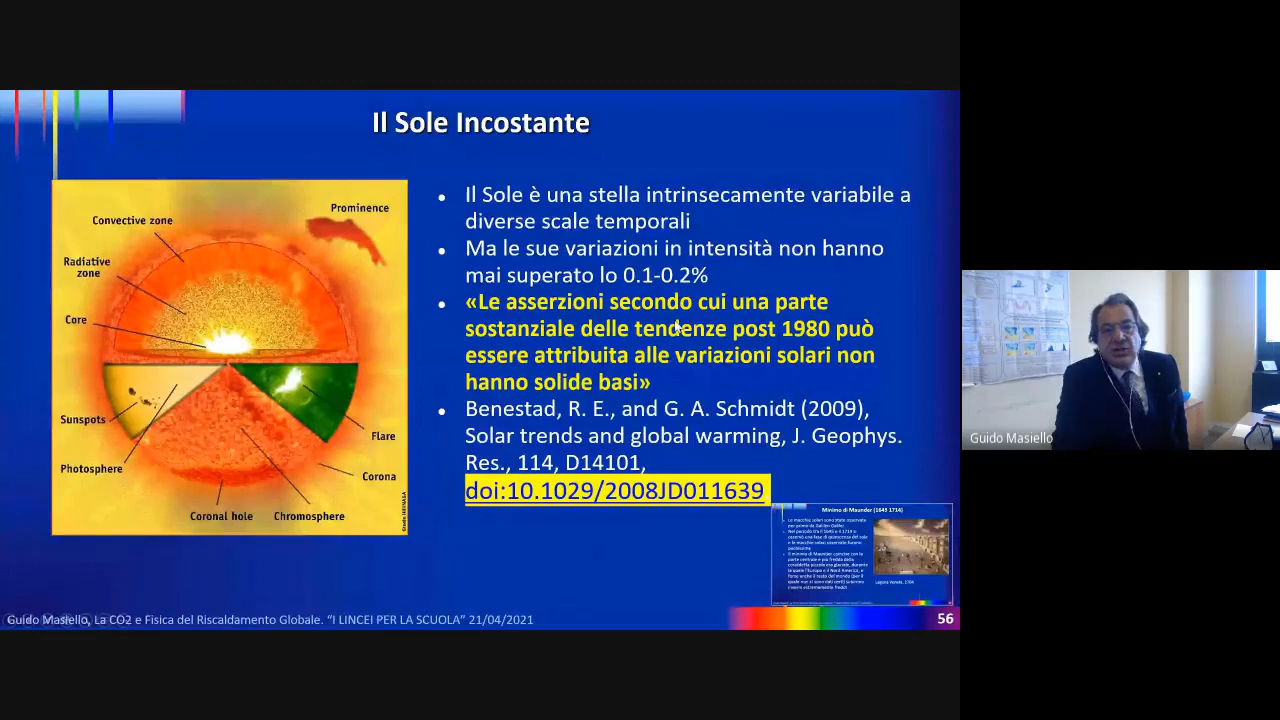 Il Sole Incostante
Convective zone
Prominence
Radiative
zone
Core
Sunspots
Photosphere
Flare
Corona
Coronal hole
Chromosphere
• Il Sole è una stella intrinsecamente variabile a
diverse scale temporali
• Ma le sue variazioni in intensità non hanno
mai superato lo 0.1-0.2%
• «Le asserzioni secondo cui una parte
sostanziale delle tendenze post 1980 può
essere attribuita alle variazioni solari non
hanno solide basi»
• Benestad, R. E., and G. A. Schmidt (2009),
Solar trends and global warming, J. Geophys.
Res., 114, D14101,
doi:10.1029/2008JD011639
Minimo di Maunder (1645 1714)
Guido Masiello, La CO2 e Fisica del Riscaldamento Globale. “I LINCEI PER LA SCUOLA” 21/04/2021
56
Guido Masiello